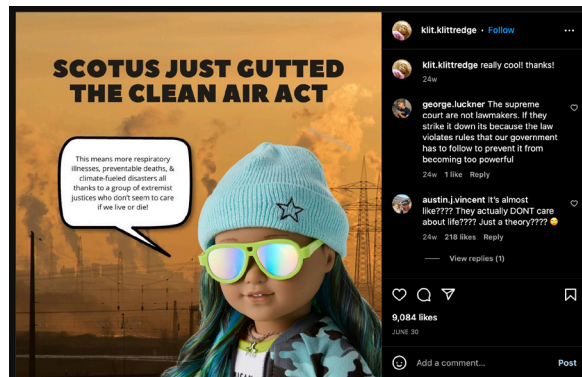 SCOTUS JUST GUTTED
THE CLEAN AIR ACT
This means more respiratory
illnesses, preventable deaths, &
climate-fueled disasters all
thanks to a group of extremist
justices who don't seem to care
if we live or die!
klit.klittredge • Follow
klit.klittredge really cool! thanks!
24w
george.luckner The supreme
court are not lawmakers. If they
strike it down its because the law
violates rules that our government
has to follow to prevent it from
becoming too powerful
24w 1 like Reply
austin.j.vincent It's almost
like???? They actually DONT care
about life???? Just a theory????
24w 218 likes Reply
View replies (1)
9,084 likes
JUNE 30
Add a comment...
Post